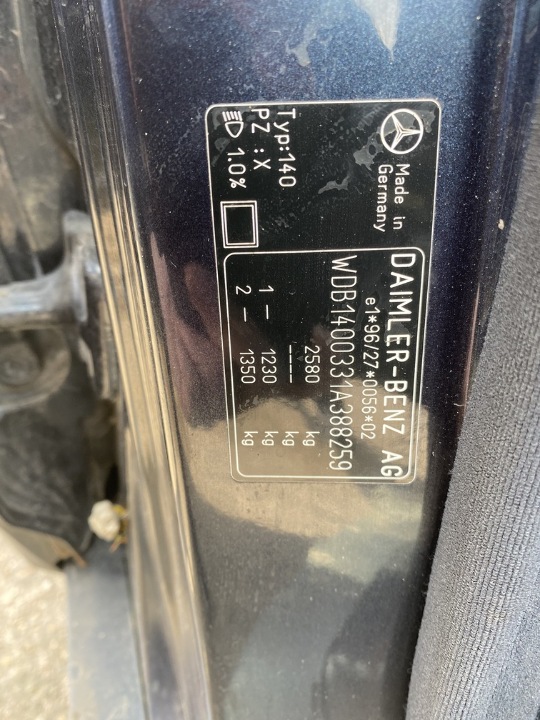 Made in
Germany
DAIMLER-BENZ AG
e1*96/27*0056*02
WDB1400331A388259
2580 kg
---- kg
1 - 1230 kg
2 - 1350 kg
Typ:140
PZ :X
1.0%